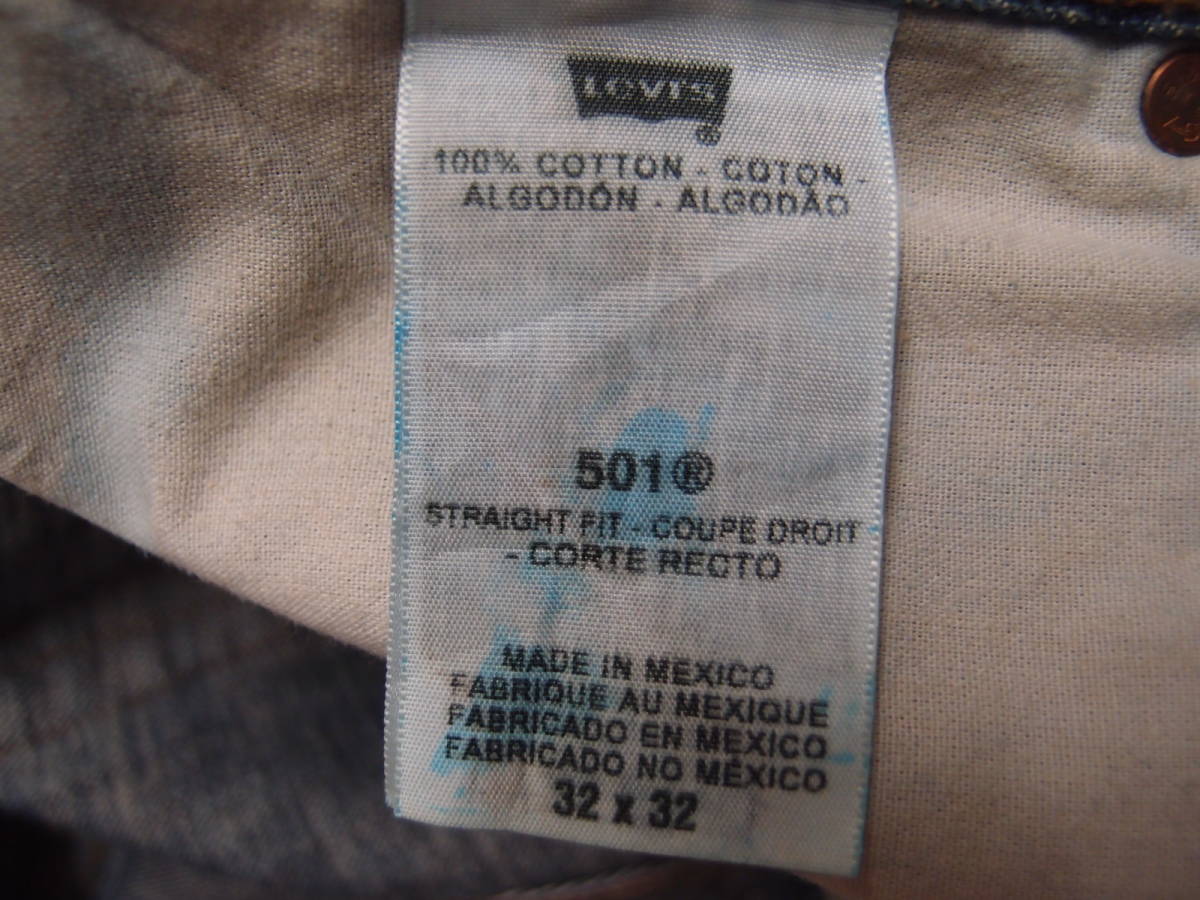 Levi's
®
100% COTTON - COTON -
ALGODÓN - ALGODÃO
501®
STRAIGHT FIT - COUPE DROIT
- CORTE RECTO
MADE IN MEXICO
FABRIQUE AU MEXIQUE
FABRICADO EN MEXICO
FABRICADO NO MÉXICO
32 x 32